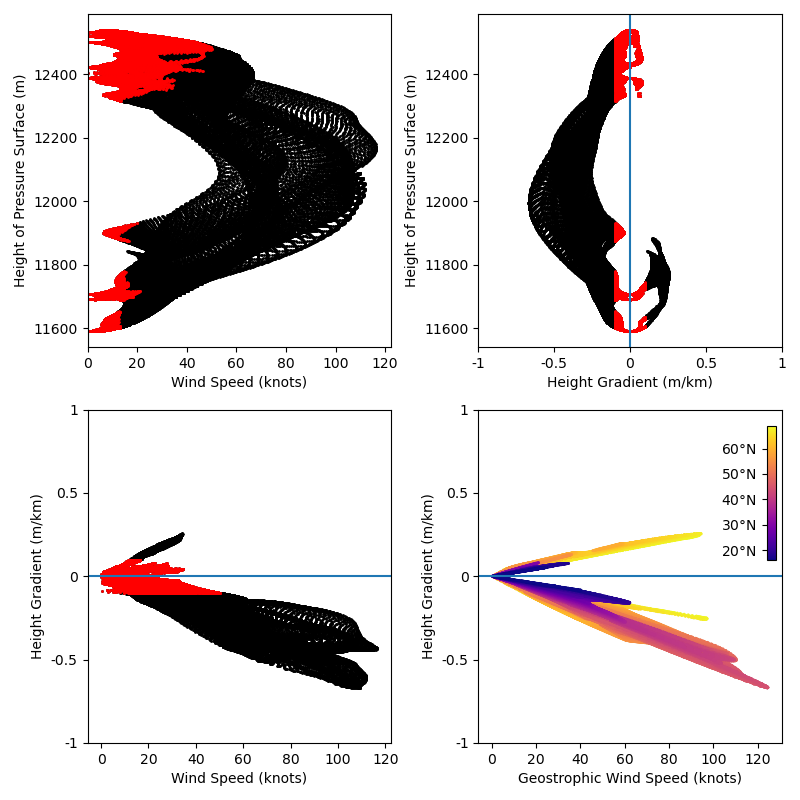 12400
12200
12000
11800
11600
Height of Pressure Surface (m)
0 20 40 60 80 100 120
Wind Speed (knots)
12400
12200
12000
11800
11600
Height of Pressure Surface (m)
-1 -0.5 0 0.5 1
Height Gradient (m/km)
1
0.5
0
-0.5
-1
Height Gradient (m/km)
0 20 40 60 80 100 120
Wind Speed (knots)
1
0.5
0
-0.5
-1
Height Gradient (m/km)
60°N
50°N
40°N
30°N
20°N
0 20 40 60 80 100 120
Geostrophic Wind Speed (knots)